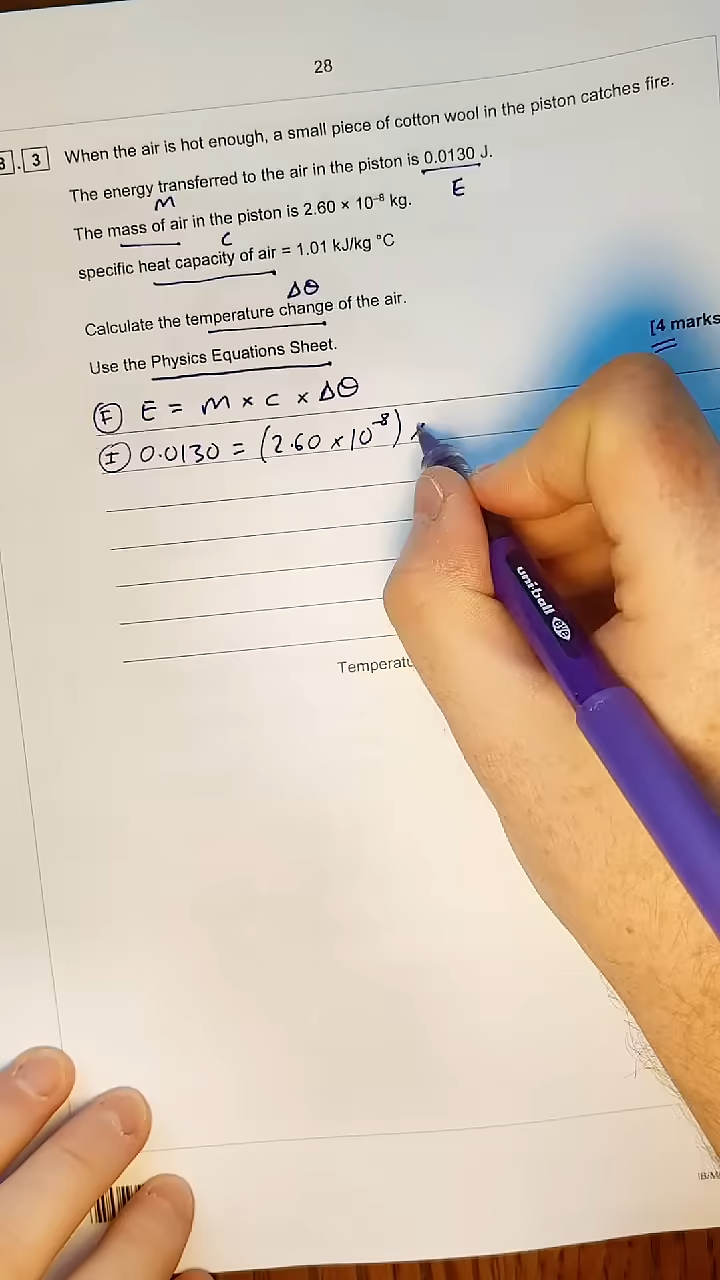 28
3 . 3 When the air is hot enough, a small piece of cotton wool in the piston catches fire.
The energy transferred to the air in the piston is 0.0130 J.
M E
The mass of air in the piston is 2.60 × 10⁻⁸ kg.
C
specific heat capacity of air = 1.01 kJ/kg °C
Δθ
Calculate the temperature change of the air.
[4 marks
Use the Physics Equations Sheet.
F E = m × c × Δθ
I 0.0130 = (2.60 × 10⁻⁸) ×
uni-ball eye